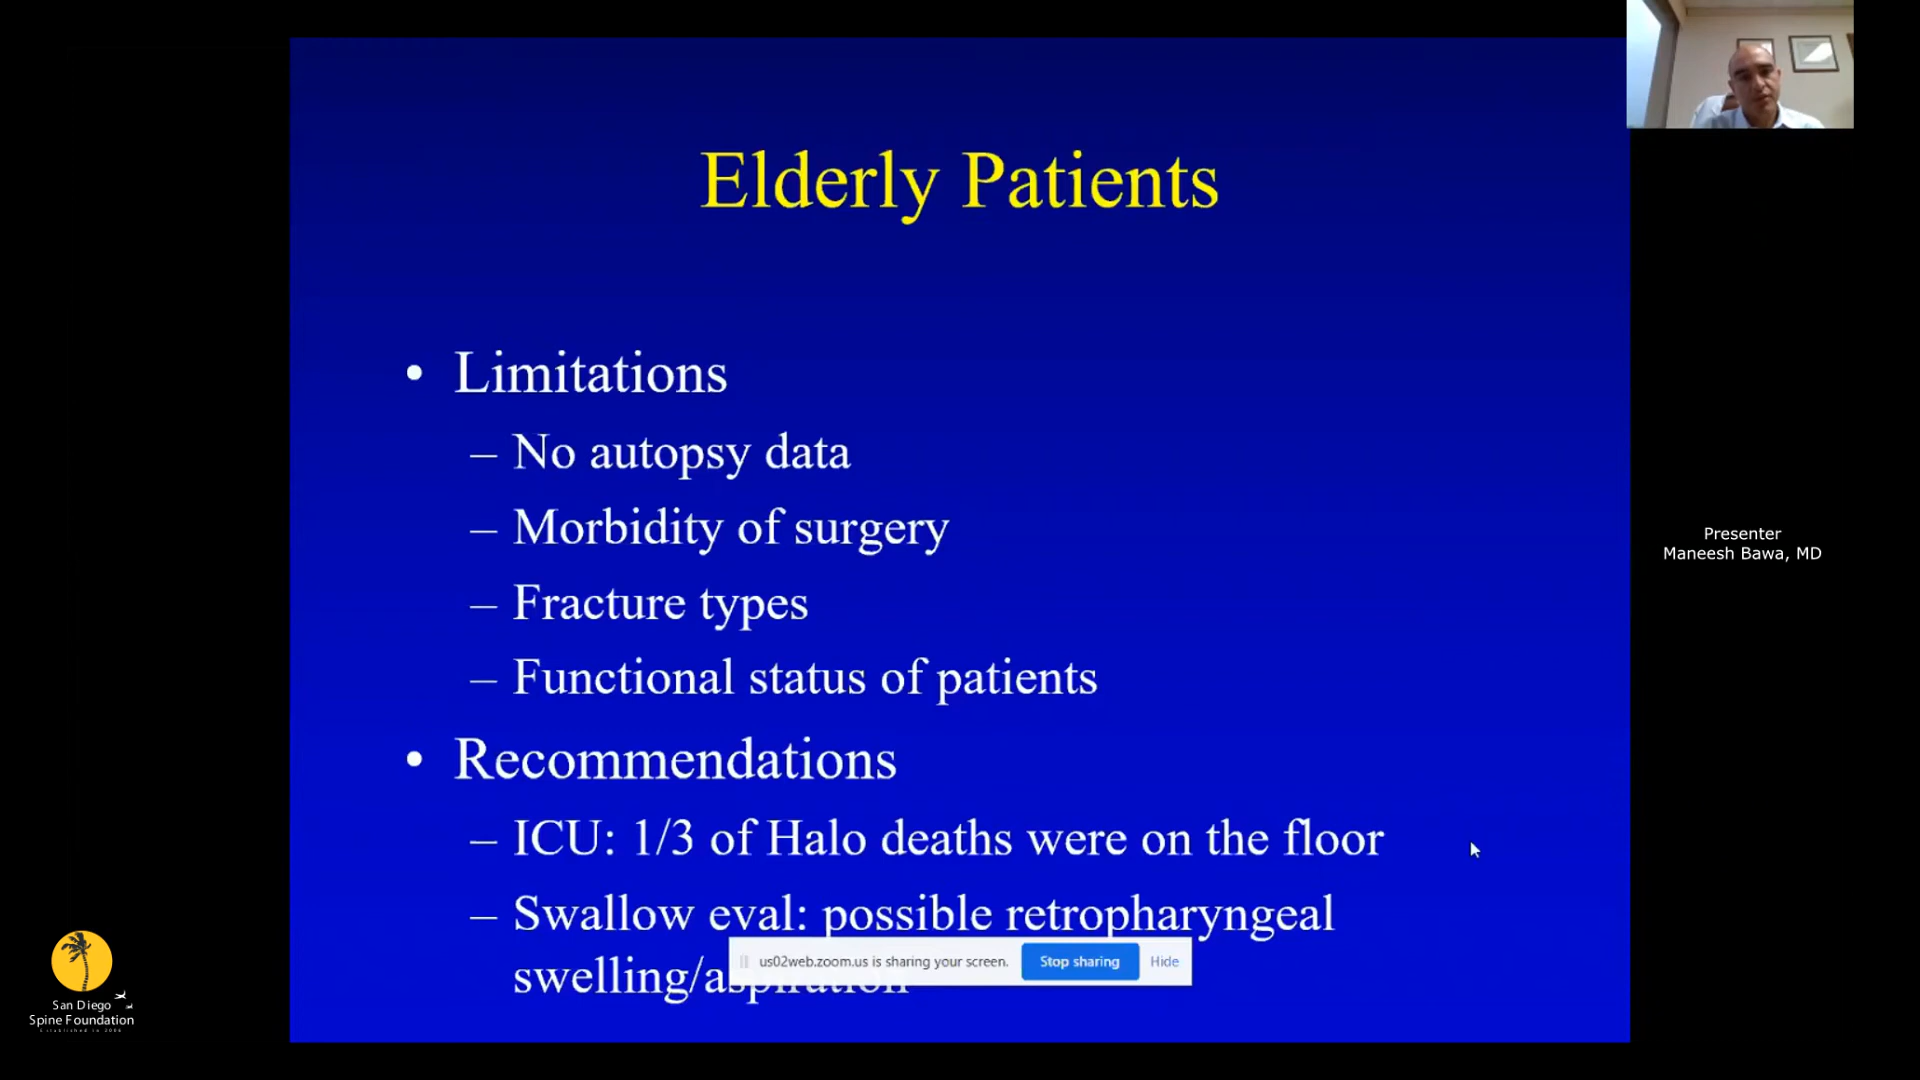 Elderly Patients
• Limitations
– No autopsy data
– Morbidity of surgery
– Fracture types
– Functional status of patients
• Recommendations
– ICU: 1/3 of Halo deaths were on the floor
– Swallow eval: possible retropharyngeal
swelling/aspiration
us02web.zoom.us is sharing your screen.
Stop sharing
Hide
Presenter
Maneesh Bawa, MD
San Diego
Spine Foundation